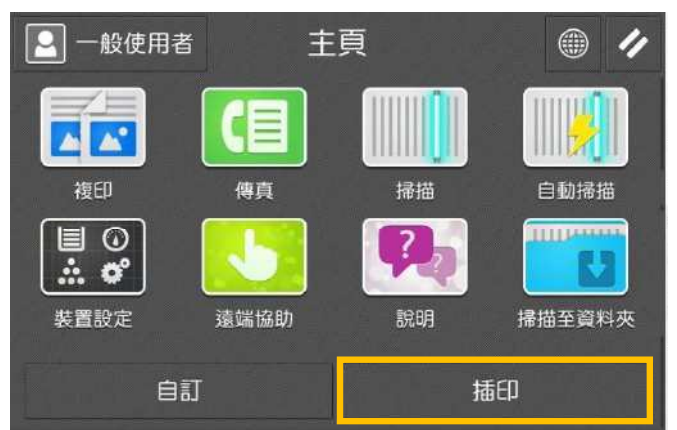 一般使用者
主頁
複印
傳真
掃描
自動掃描
裝置設定
遠端協助
說明
掃描至資料夾
自訂
插印